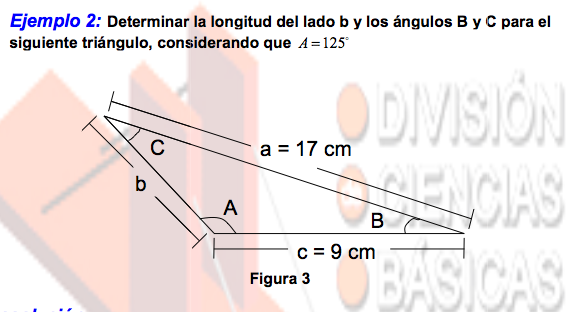 Ejemplo 2: Determinar la longitud del lado b y los ángulos B y C para el
siguiente triángulo, considerando que A=125°
C
a = 17 cm
b
A
B
c = 9 cm
Figura 3
DIVISIÓN
CIENCIAS
BÁSICAS